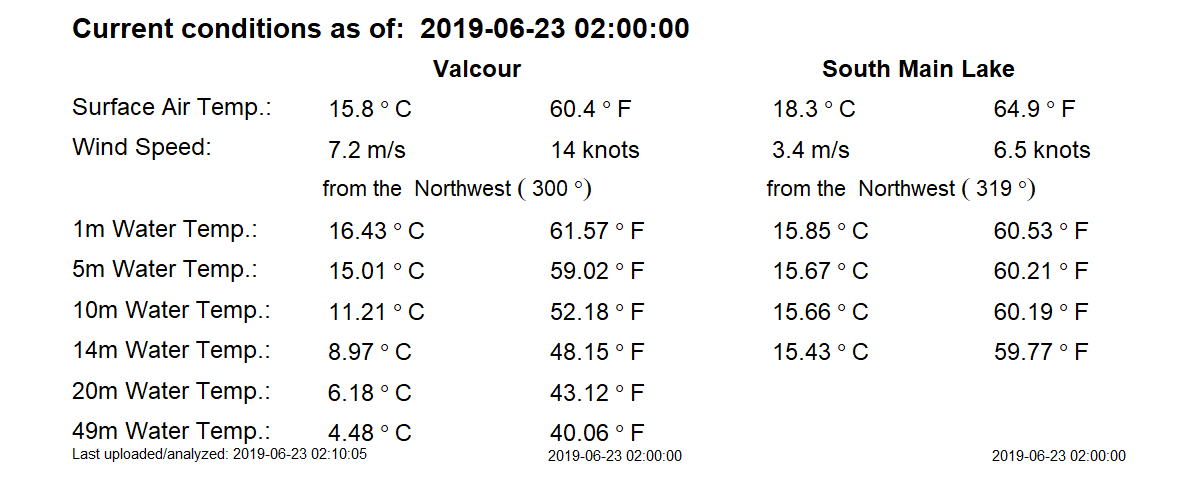 Current conditions as of:  2019-06-23 02:00:00
Valcour South Main Lake
Surface Air Temp.: 15.8 ° C 60.4 ° F 18.3 ° C 64.9 ° F
Wind Speed: 7.2 m/s 14 knots 3.4 m/s 6.5 knots
from the  Northwest ( 300 °) from the  Northwest ( 319 °)
1m Water Temp.: 16.43 ° C 61.57 ° F 15.85 ° C 60.53 ° F
5m Water Temp.: 15.01 ° C 59.02 ° F 15.67 ° C 60.21 ° F
10m Water Temp.: 11.21 ° C 52.18 ° F 15.66 ° C 60.19 ° F
14m Water Temp.: 8.97 ° C 48.15 ° F 15.43 ° C 59.77 ° F
20m Water Temp.: 6.18 ° C 43.12 ° F
49m Water Temp.: 4.48 ° C 40.06 ° F
Last uploaded/analyzed: 2019-06-23 02:10:05 2019-06-23 02:00:00 2019-06-23 02:00:00